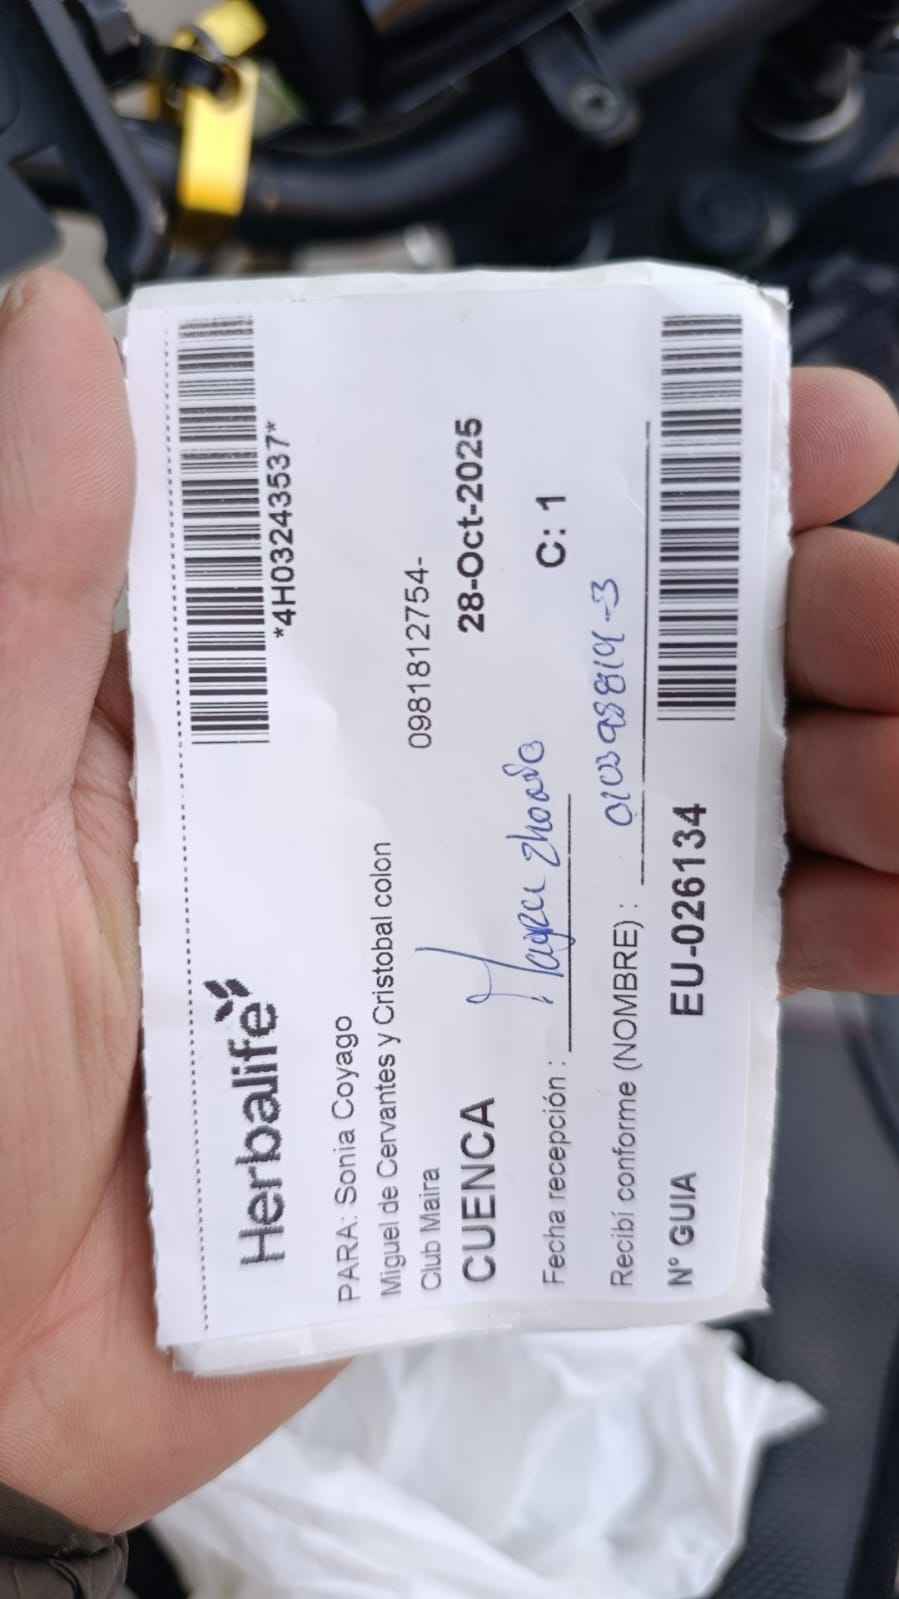 *4H03243537*
Herbalife
PARA: Sonia Coyago
Miguel de Cervantes y Cristobal colon
Club Maira 0981812754-
CUENCA 28-Oct-2025
Fecha recepción : C: 1
Recibí conforme (NOMBRE) :
N° GUIA EU-026134